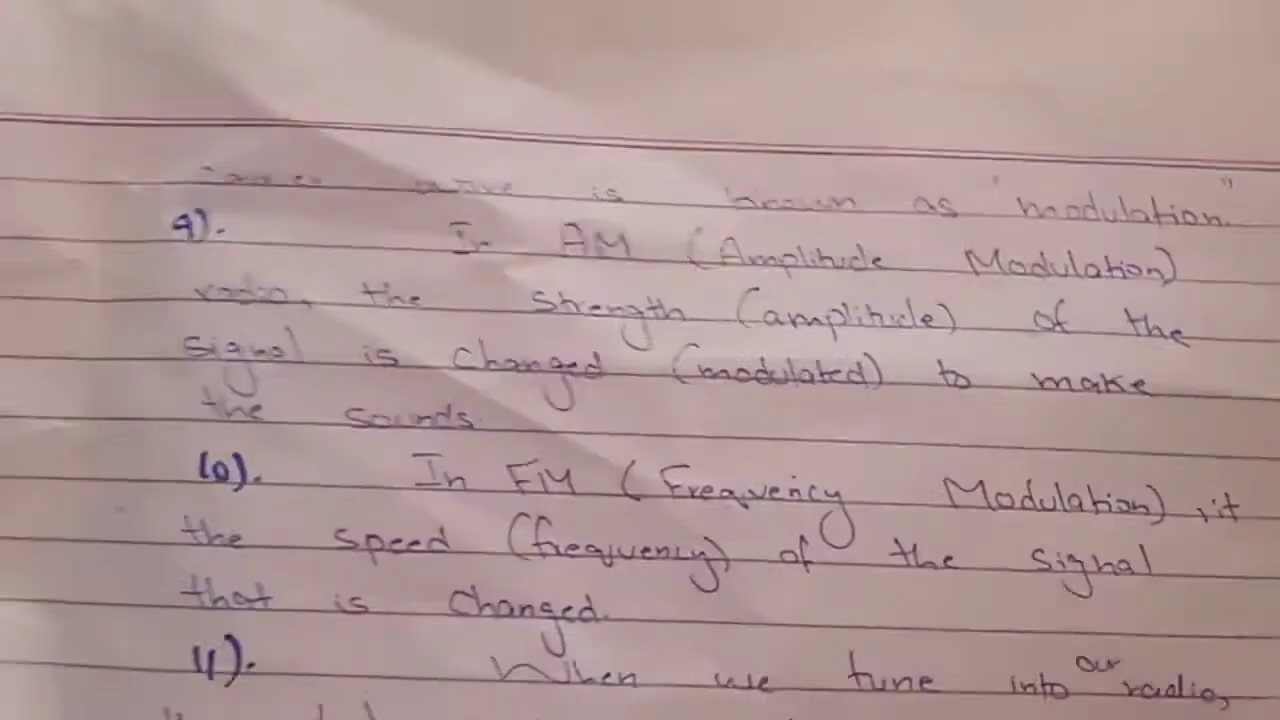 wave is known as "modulation"
9). In AM (Amplitude Modulation)
radio, the strength (amplitude) of the
signal is changed (modulated) to make
the sounds.
10). In FM (Frequency Modulation), it
the speed (frequency) of the signal
that is changed.
11). When we tune into our radio,